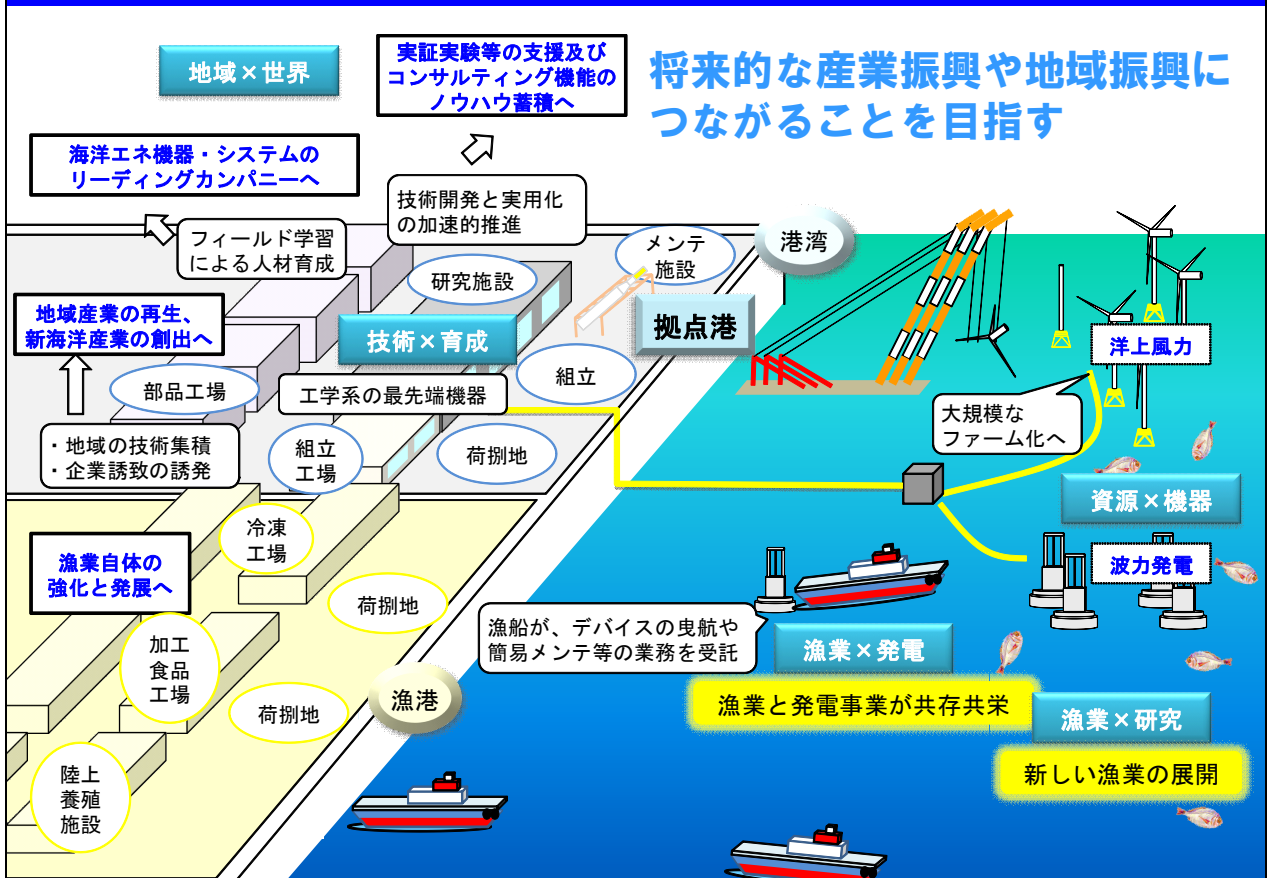 地域×世界
実証実験等の支援及び
コンサルティング機能の
ノウハウ蓄積へ
将来的な産業振興や地域振興に
つながることを目指す
海洋エネ機器・システムの
リーディングカンパニーへ
技術開発と実用化
の加速的推進
フィールド学習
による人材育成
メンテ
施設
港湾
研究施設
地域産業の再生、
新海洋産業の創出へ
技術×育成
拠点港
洋上風力
部品工場
工学系の最先端機器
組立
大規模な
ファーム化へ
・地域の技術集積
・企業誘致の誘発
組立
工場
荷捌地
資源×機器
冷凍
工場
漁業自体の
強化と発展へ
波力発電
荷捌地
漁船が、デバイスの曳航や
簡易メンテ等の業務を受託
漁業×発電
加工
食品
工場
漁港
荷捌地
漁業と発電事業が共存共栄
漁業×研究
新しい漁業の展開
陸上
養殖
施設